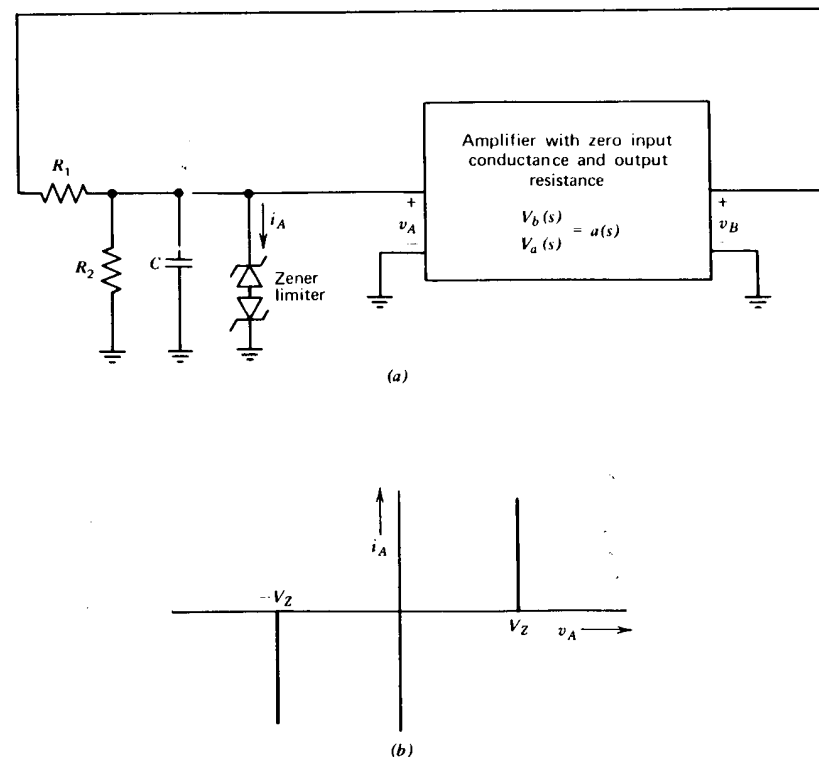 Amplifier with zero input
conductance and output
resistance
V_b(s)
V_a(s)
= a(s)
R_1
R_2
C
i_A
Zener
limiter
+
v_A
−
+
v_B
−
(a)
i_A
−V_Z
V_Z
v_A
(b)